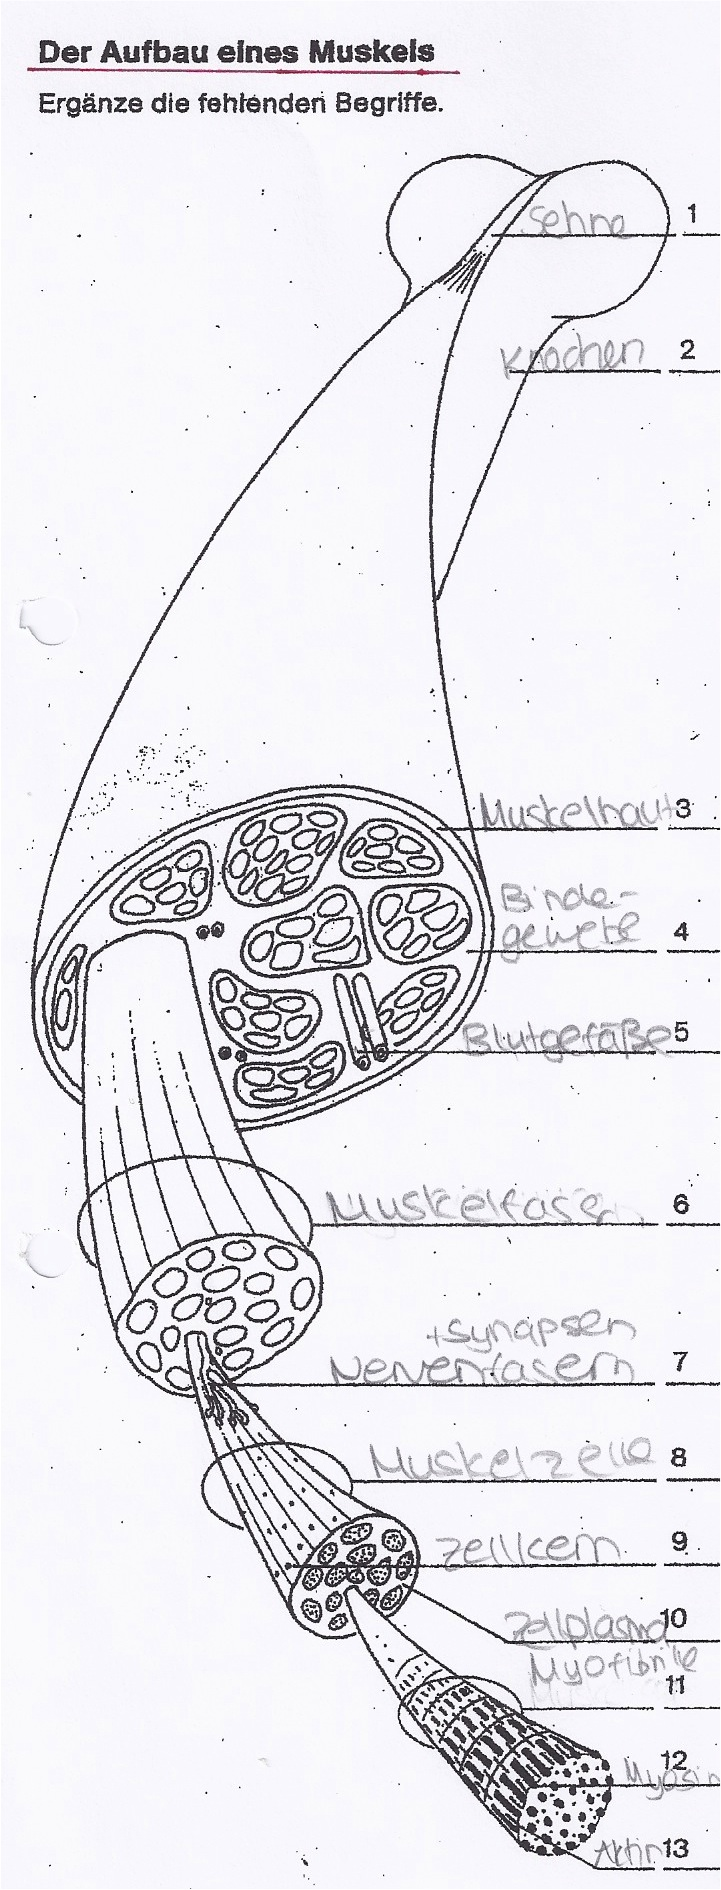 Der Aufbau eines Muskels
Ergänze die fehlenden Begriffe.
Sehne 1
Knochen 2
Muskelhaut 3
Binde-
gewebe 4
Blutgefäße 5
Muskelfasern 6
+synapsen
Nervenfasern 7
Muskelzelle 8
Zellkern 9
Zellplasma 10
Myofibrille
11
12 Myosin
Aktin 13